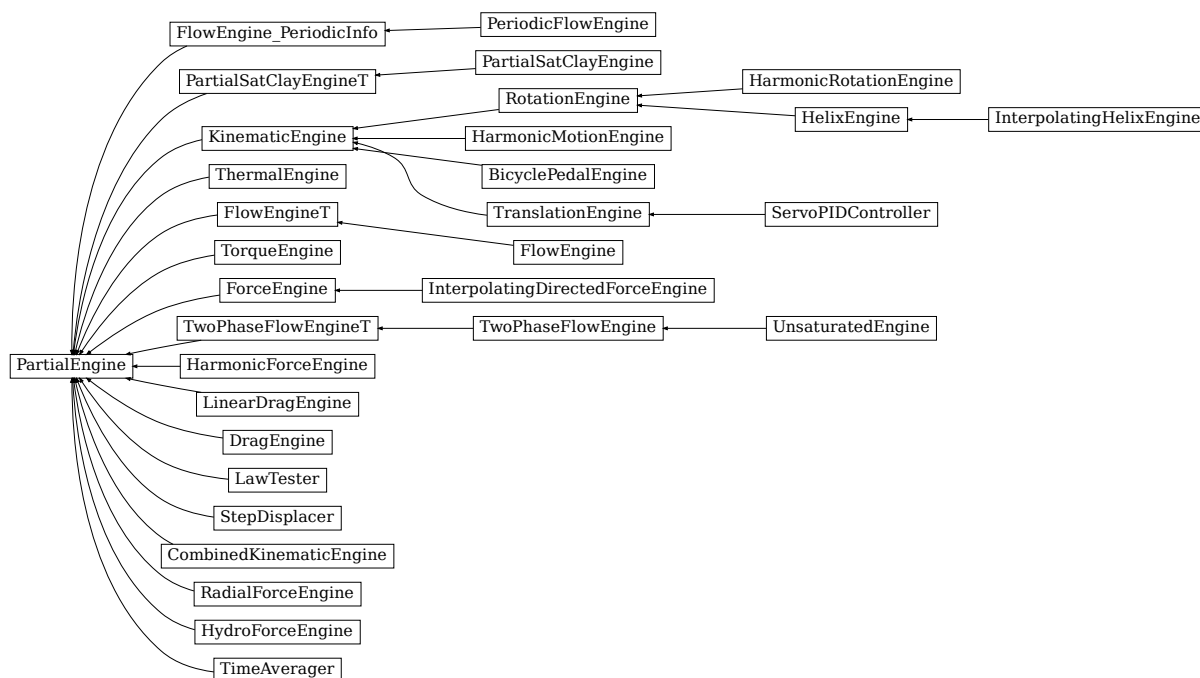 FlowEngine_PeriodicInfo
PeriodicFlowEngine
PartialSatClayEngineT
PartialSatClayEngine
RotationEngine
HarmonicRotationEngine
HelixEngine
InterpolatingHelixEngine
KinematicEngine
HarmonicMotionEngine
ThermalEngine
BicyclePedalEngine
FlowEngineT
TranslationEngine
ServoPIDController
TorqueEngine
FlowEngine
ForceEngine
InterpolatingDirectedForceEngine
TwoPhaseFlowEngineT
TwoPhaseFlowEngine
UnsaturatedEngine
PartialEngine
HarmonicForceEngine
LinearDragEngine
DragEngine
LawTester
StepDisplacer
CombinedKinematicEngine
RadialForceEngine
HydroForceEngine
TimeAverager